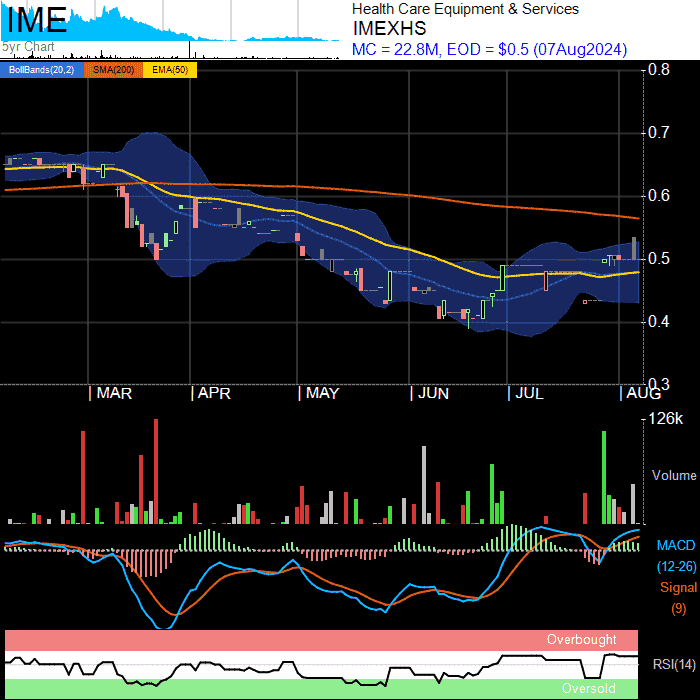 IME
5yr Chart
Health Care Equipment & Services
IMEXHS
MC = 22.8M, EOD = $0.5 (07Aug2024)
BollBands(20,2) SMA(200) EMA(50)
0.8
0.7
0.6
0.5
0.4
0.3
MAR APR MAY JUN JUL AUG
126k
Volume
MACD
(12-26)
Signal
(9)
Overbought
RSI(14)
Oversold